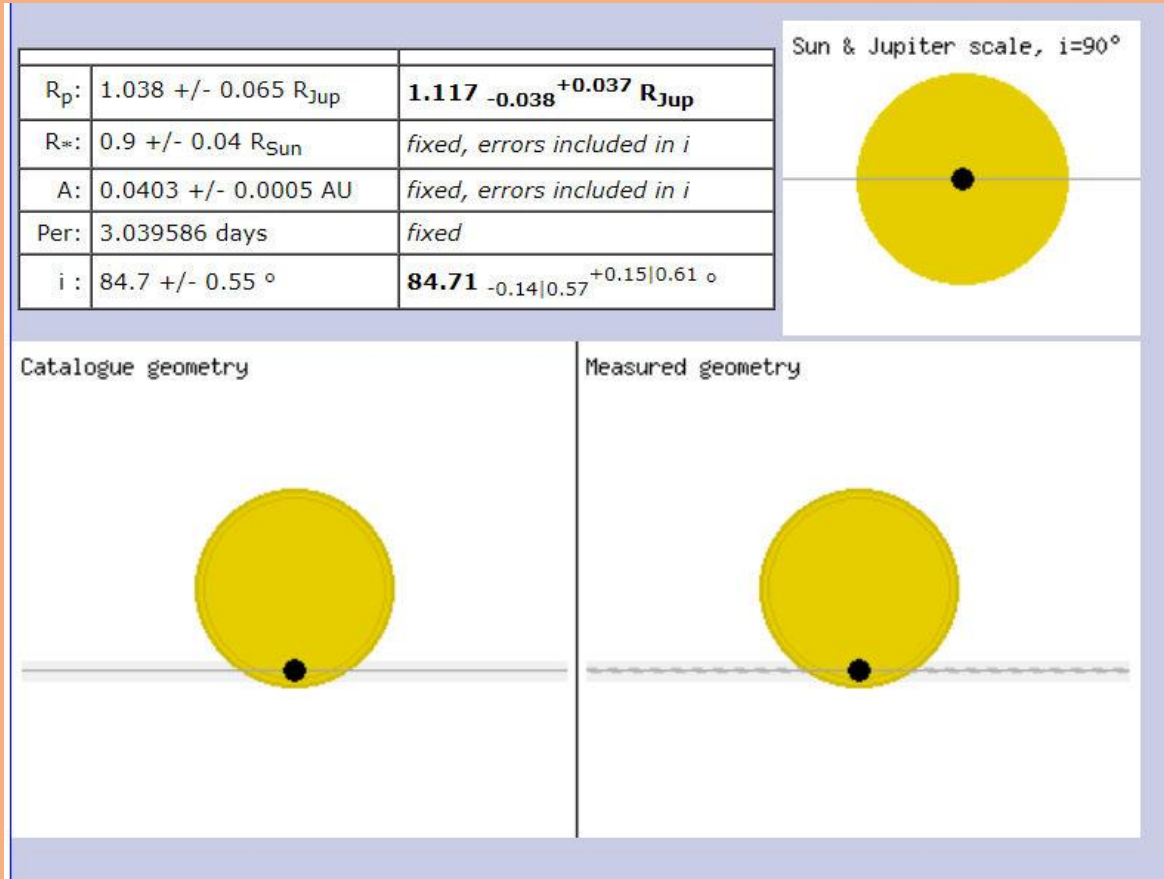 Sun & Jupiter scale, i=90°
Rp: 1.038 +/- 0.065 RJup 1.117 -0.038+0.037 RJup
R*: 0.9 +/- 0.04 RSun fixed, errors included in i
A: 0.0403 +/- 0.0005 AU fixed, errors included in i
Per: 3.039586 days fixed
i : 84.7 +/- 0.55 ° 84.71 -0.14|0.57+0.15|0.61 °
Catalogue geometry
Measured geometry